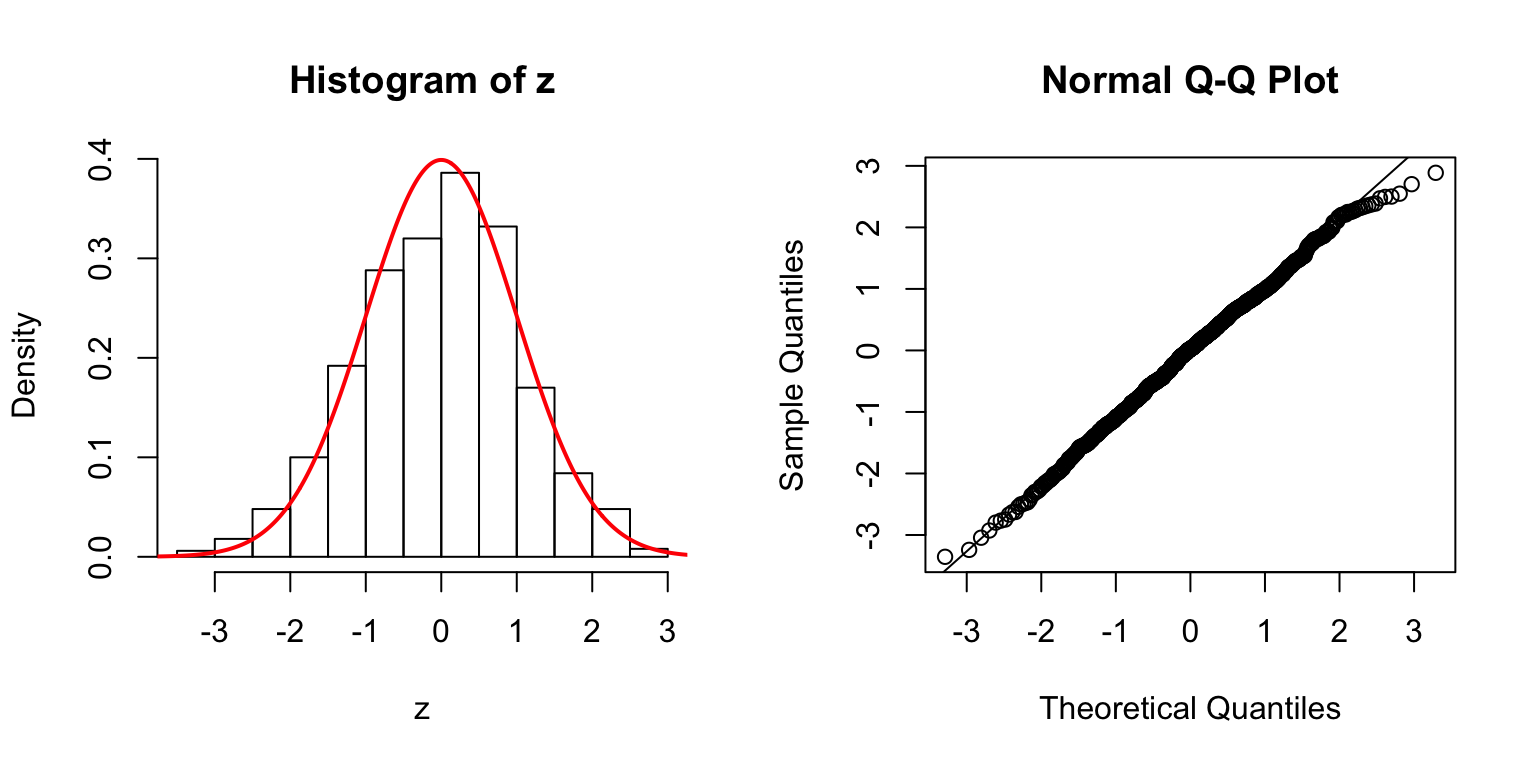 Histogram of z
Density
0.0 0.1 0.2 0.3 0.4
-3 -2 -1 0 1 2 3
z
Normal Q-Q Plot
Sample Quantiles
-3 -2 -1 0 1 2 3
-3 -2 -1 0 1 2 3
Theoretical Quantiles